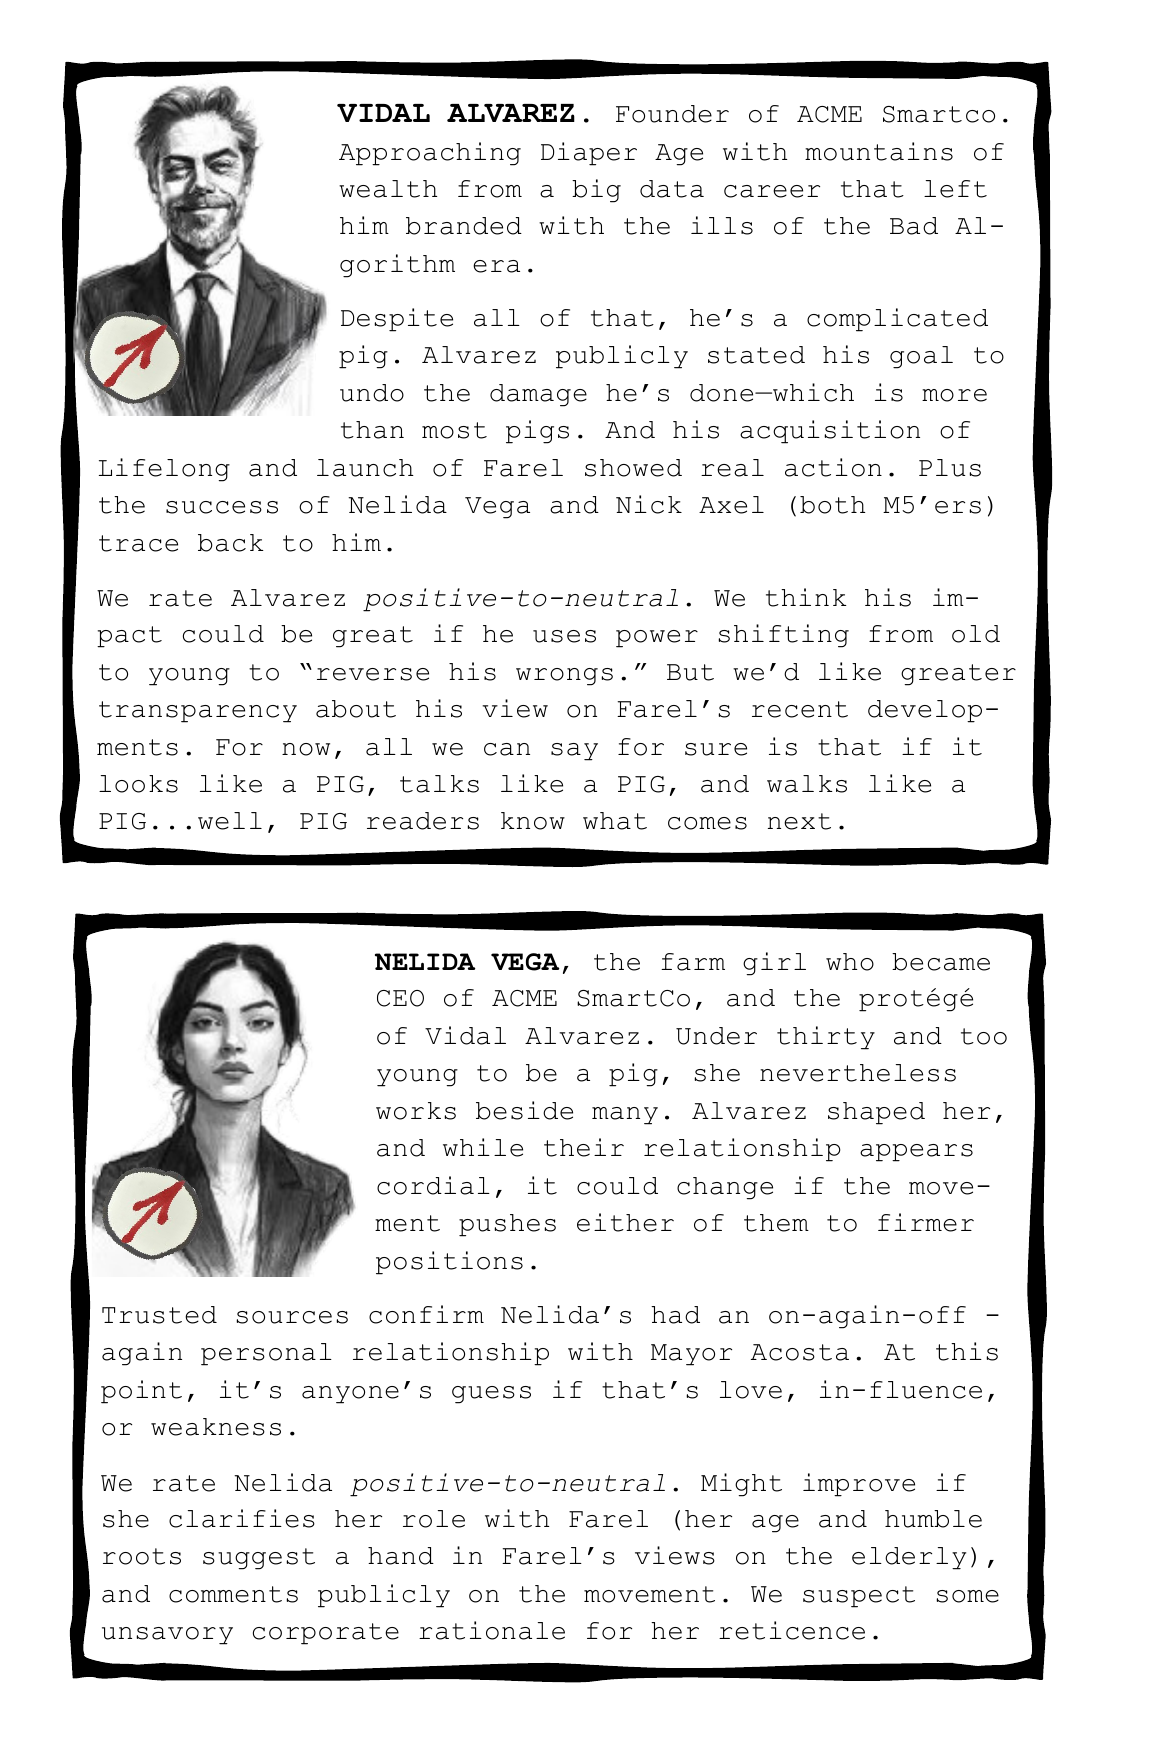 VIDAL ALVAREZ. Founder of ACME Smartco.
Approaching Diaper Age with mountains of
wealth from a big data career that left
him branded with the ills of the Bad Al-
gorithm era.
Despite all of that, he’s a complicated
pig. Alvarez publicly stated his goal to
undo the damage he’s done—which is more
than most pigs. And his acquisition of
Lifelong and launch of Farel showed real action. Plus
the success of Nelida Vega and Nick Axel (both M5’ers)
trace back to him.
We rate Alvarez positive-to-neutral. We think his im-
pact could be great if he uses power shifting from old
to young to “reverse his wrongs.” But we’d like greater
transparency about his view on Farel’s recent develop-
ments. For now, all we can say for sure is that if it
looks like a PIG, talks like a PIG, and walks like a
PIG...well, PIG readers know what comes next.
NELIDA VEGA, the farm girl who became
CEO of ACME SmartCo, and the protégé
of Vidal Alvarez. Under thirty and too
young to be a pig, she nevertheless
works beside many. Alvarez shaped her,
and while their relationship appears
cordial, it could change if the move-
ment pushes either of them to firmer
positions.
Trusted sources confirm Nelida’s had an on-again-off -
again personal relationship with Mayor Acosta. At this
point, it’s anyone’s guess if that’s love, in-fluence,
or weakness.
We rate Nelida positive-to-neutral. Might improve if
she clarifies her role with Farel (her age and humble
roots suggest a hand in Farel’s views on the elderly),
and comments publicly on the movement. We suspect some
unsavory corporate rationale for her reticence.